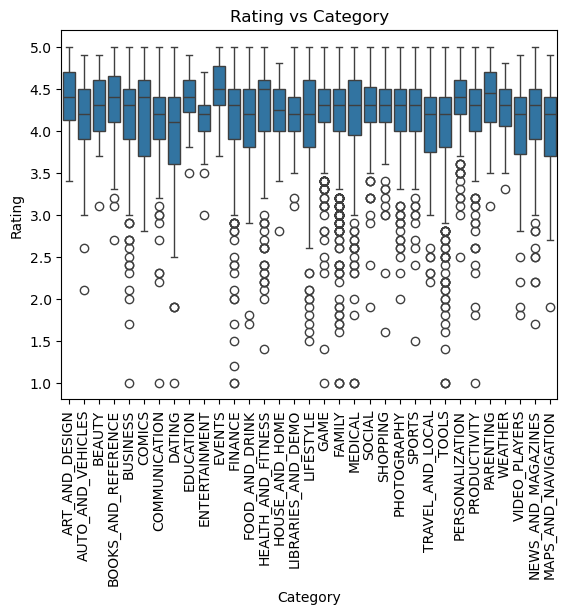 Rating vs Category
Rating
5.0
4.5
4.0
3.5
3.0
2.5
2.0
1.5
1.0
ART_AND_DESIGN
AUTO_AND_VEHICLES
BEAUTY
BOOKS_AND_REFERENCE
BUSINESS
COMICS
COMMUNICATION
DATING
EDUCATION
ENTERTAINMENT
EVENTS
FINANCE
FOOD_AND_DRINK
HEALTH_AND_FITNESS
HOUSE_AND_HOME
LIBRARIES_AND_DEMO
LIFESTYLE
GAME
FAMILY
MEDICAL
SOCIAL
SHOPPING
PHOTOGRAPHY
SPORTS
TRAVEL_AND_LOCAL
TOOLS
PERSONALIZATION
PRODUCTIVITY
PARENTING
WEATHER
VIDEO_PLAYERS
NEWS_AND_MAGAZINES
MAPS_AND_NAVIGATION
Category